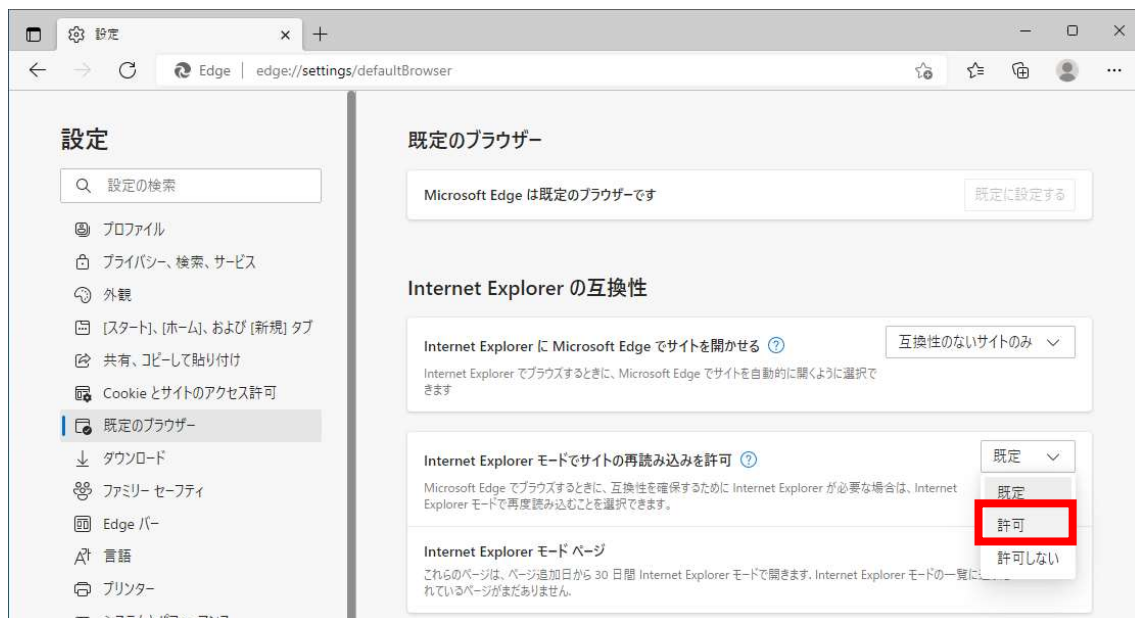 設定
Edge | edge://settings/defaultBrowser
設定
設定の検索
プロファイル
プライバシー、検索、サービス
外観
[スタート]、[ホーム]、および [新規] タブ
共有、コピーして貼り付け
Cookie とサイトのアクセス許可
既定のブラウザー
ダウンロード
ファミリー セーフティ
Edge バー
言語
プリンター
既定のブラウザー
Microsoft Edge は既定のブラウザーです
既定に設定する
Internet Explorer の互換性
Internet Explorer に Microsoft Edge でサイトを開かせる
互換性のないサイトのみ
Internet Explorer でブラウズするときに、Microsoft Edge でサイトを自動的に開くように選択で
きます
Internet Explorer モードでサイトの再読み込みを許可
既定
Microsoft Edge でブラウズするときに、互換性を確保するために Internet Explorer が必要な場合は、Internet
Explorer モードで再度読み込むことを選択できます。
既定
許可
許可しない
Internet Explorer モード ページ
これらのページは、ページ追加日から 30 日間 Internet Explorer モードで開きます. Internet Explorer モードの一覧に
れているページがまだありません.